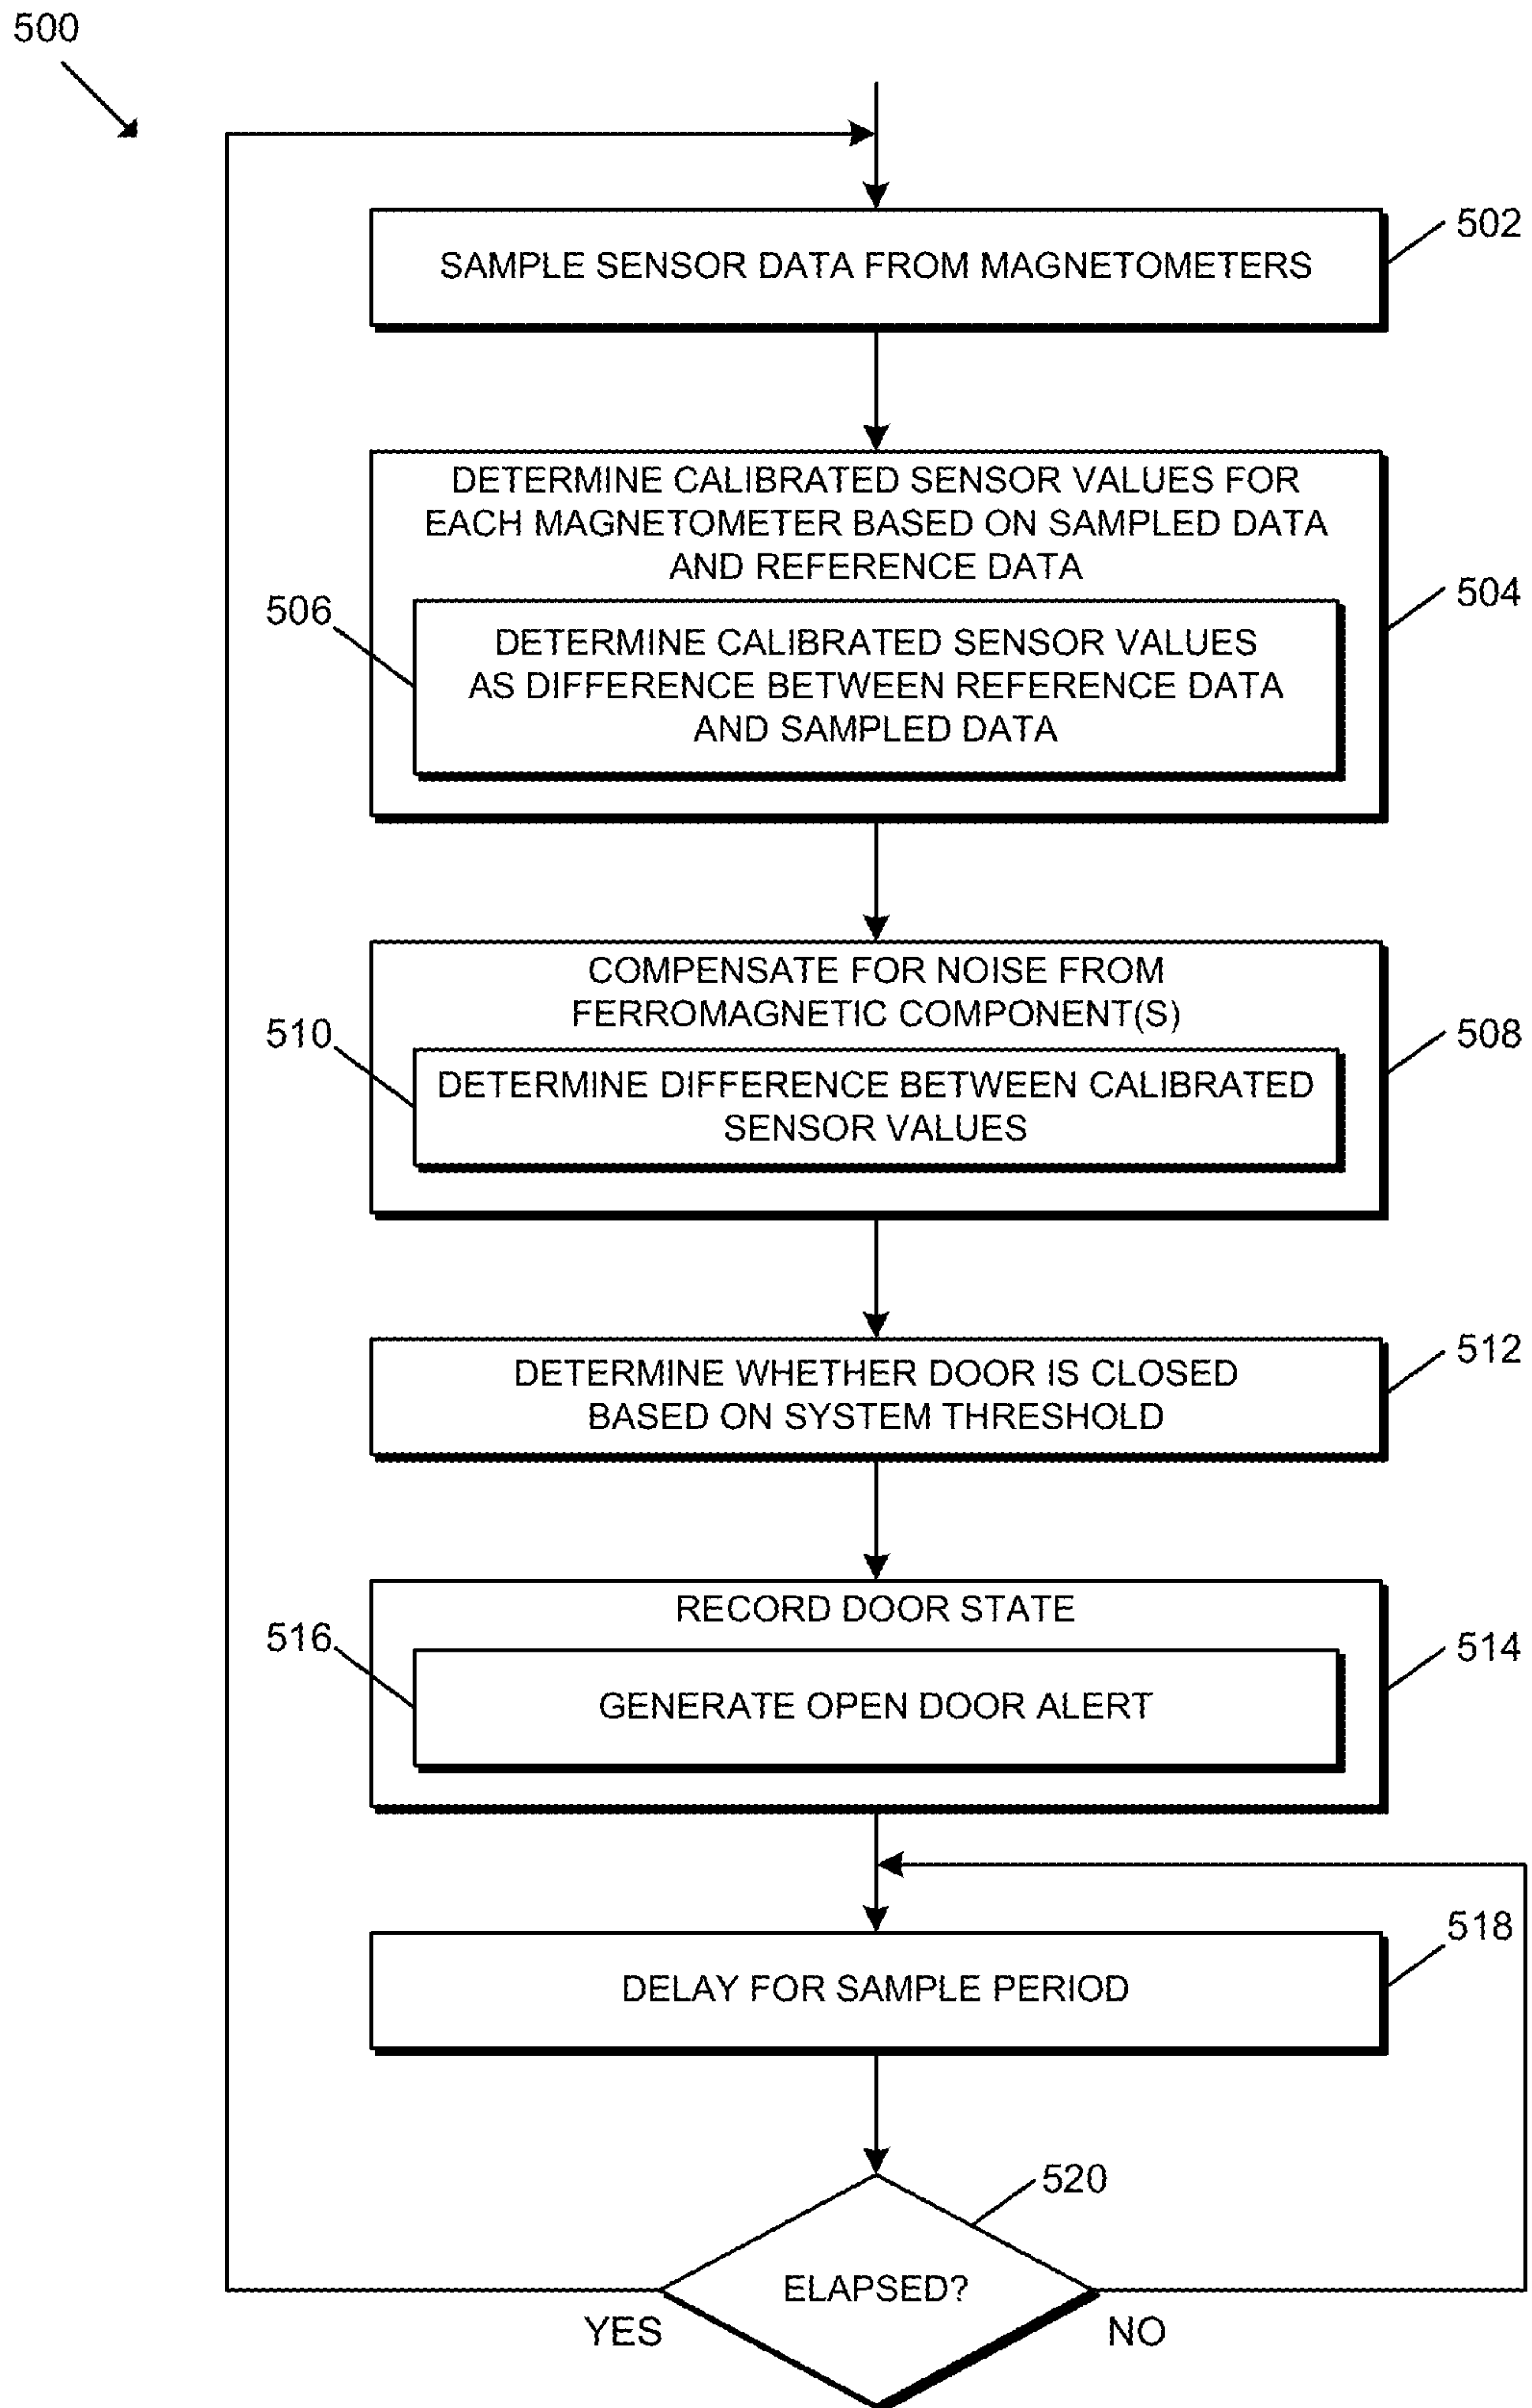 500
SAMPLE SENSOR DATA FROM MAGNETOMETERS
502
DETERMINE CALIBRATED SENSOR VALUES FOR
EACH MAGNETOMETER BASED ON SAMPLED DATA
AND REFERENCE DATA
504
506
DETERMINE CALIBRATED SENSOR VALUES
AS DIFFERENCE BETWEEN REFERENCE DATA
AND SAMPLED DATA
COMPENSATE FOR NOISE FROM
FERROMAGNETIC COMPONENT(S)
508
510
DETERMINE DIFFERENCE BETWEEN CALIBRATED
SENSOR VALUES
512
DETERMINE WHETHER DOOR IS CLOSED
BASED ON SYSTEM THRESHOLD
RECORD DOOR STATE
514
516
GENERATE OPEN DOOR ALERT
518
DELAY FOR SAMPLE PERIOD
520
ELAPSED?
YES
NO